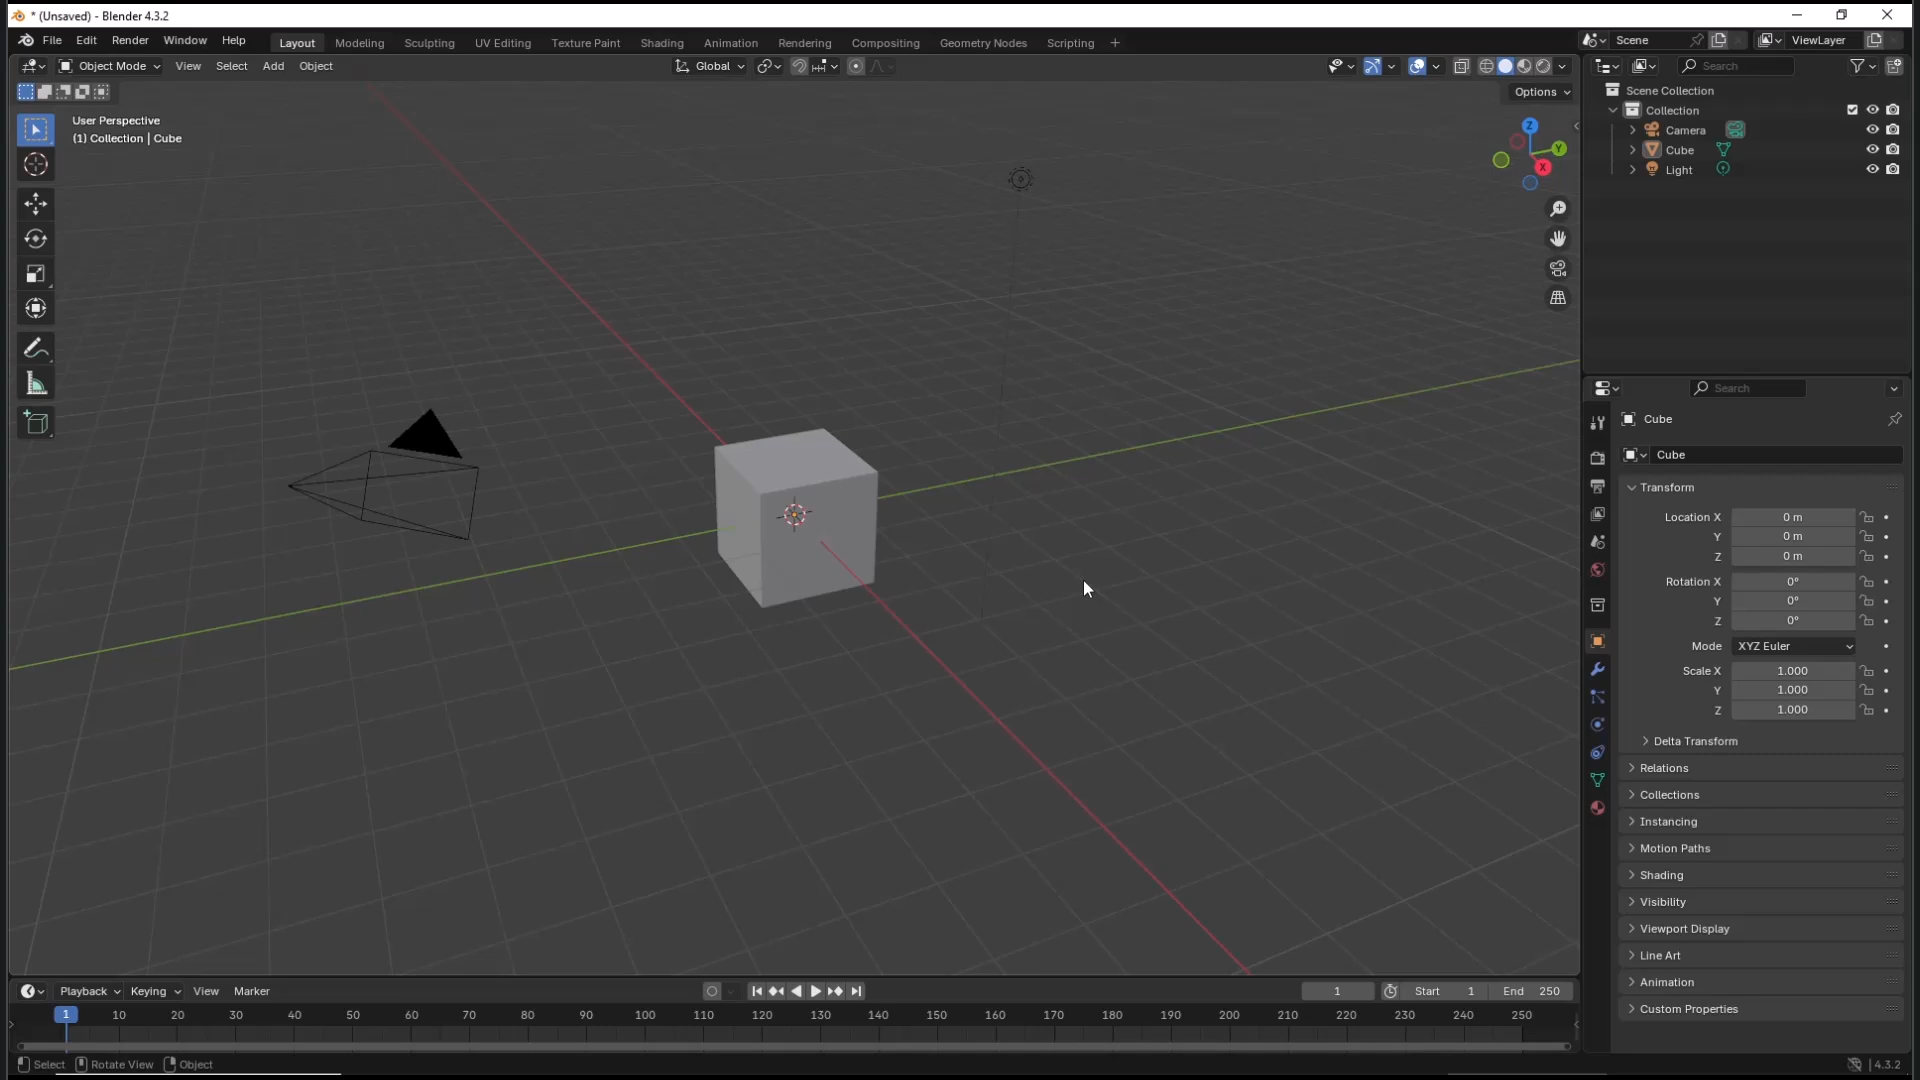 * (Unsaved) - Blender 4.3.2
File Edit Render Window Help Layout Modeling Sculpting UV Editing Texture Paint Shading Animation Rendering Compositing Geometry Nodes Scripting + Scene ViewLayer
Object Mode View Select Add Object Global Search
Options
Scene Collection
User Perspective
(1) Collection | Cube
Collection
Camera
Cube
Light
Z
Y
X
Search
Cube
Cube
Transform
Location X 0 m
Y 0 m
Z 0 m
Rotation X 0°
Y 0°
Z 0°
Mode XYZ Euler
Scale X 1.000
Y 1.000
Z 1.000
Delta Transform
Relations
Collections
Instancing
Motion Paths
Shading
Visibility
Viewport Display
Line Art
Animation
Custom Properties
Playback Keying View Marker 1 Start 1 End 250
1 10 20 30 40 50 60 70 80 90 100 110 120 130 140 150 160 170 180 190 200 210 220 230 240 250
Select Rotate View Object 4.3.2